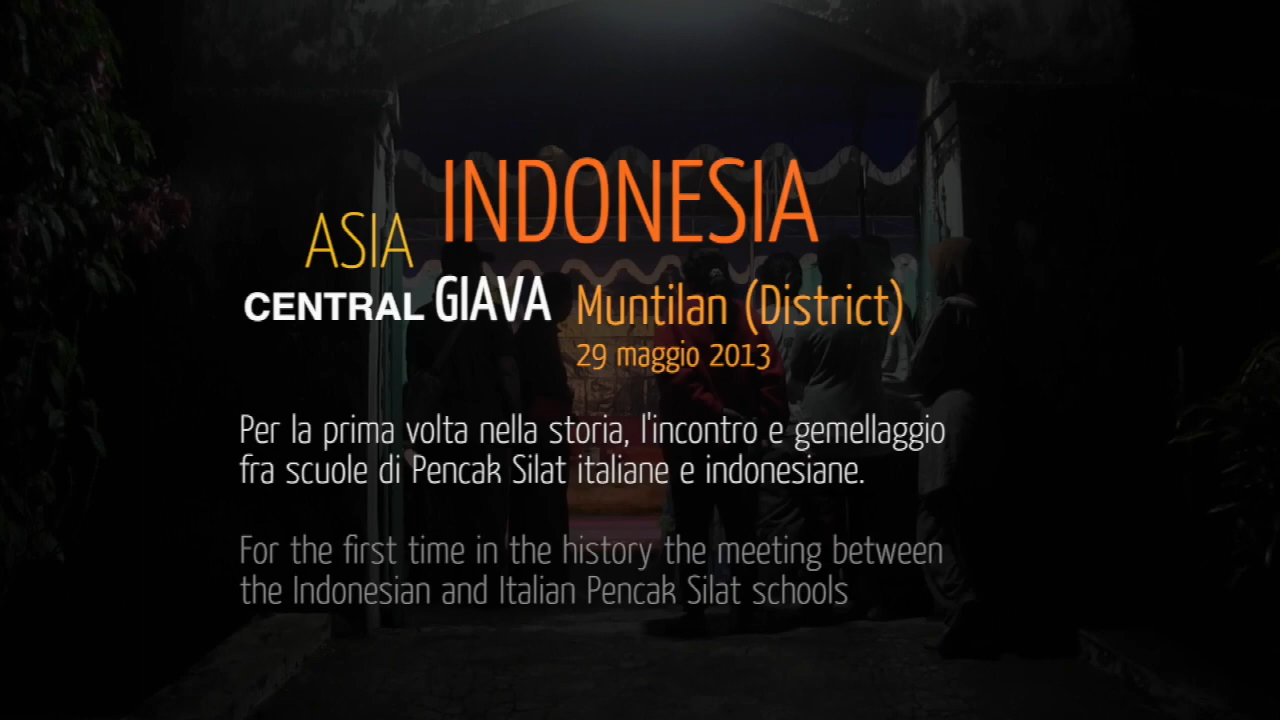 INDONESIA
ASIA
CENTRAL GIAVA Muntilan (District)
29 maggio 2013
Per la prima volta nella storia, l'incontro e gemellaggio
fra scuole di Pencak Silat italiane e indonesiane.
For the first time in the history the meeting between
the Indonesian and Italian Pencak Silat schools